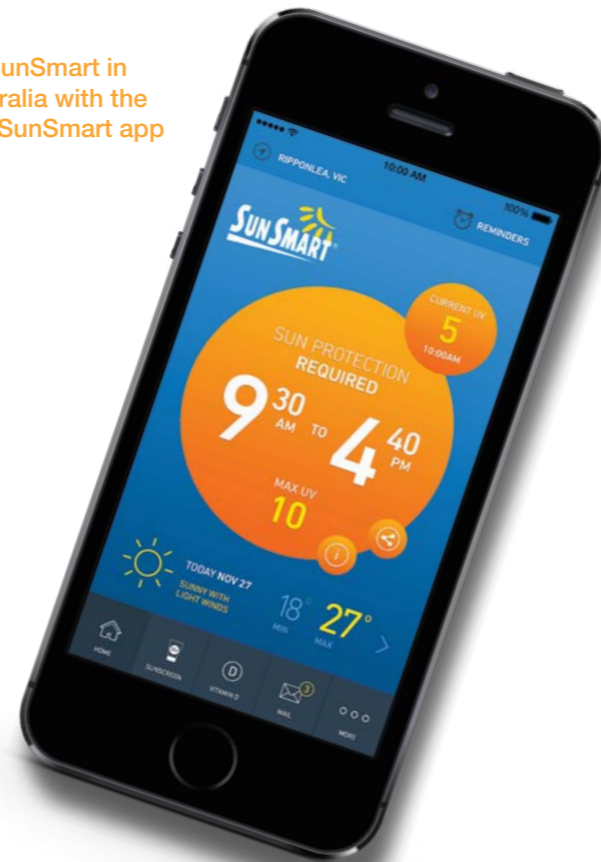 SunSmart in
ralia with the
SunSmart app
10:00 AM
100%
RIPPONLEA, VIC
REMINDERS
SUNSMART
CURRENT UV
5
10:00AM
SUN PROTECTION
REQUIRED
9 30 AM TO 4 40 PM
MAX UV
10
TODAY NOV 27
SUNNY WITH
LIGHT WINDS
18° MIN
27° MAX
HOME
SUNSCREEN
D
VITAMIN D
3
MAIL
MORE